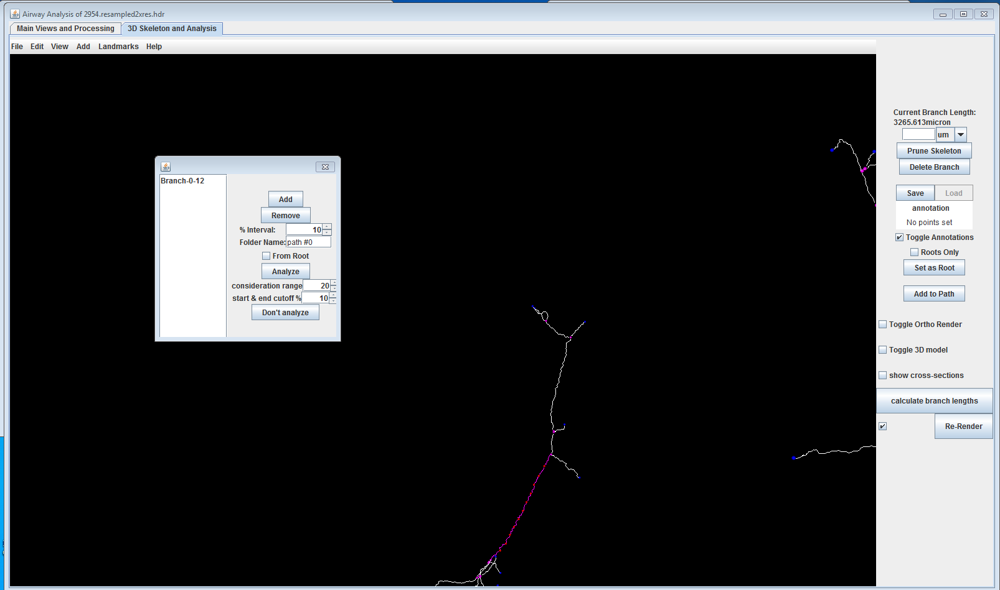 Airway Analysis of 2954.resampled2xres.hdr
Main Views and Processing 3D Skeleton and Analysis
File Edit View Add Landmarks Help
Current Branch Length:
3265.613micron
um
Prune Skeleton
Delete Branch
Save Load
annotation
No points set
Toggle Annotations
Roots Only
Set as Root
Add to Path
Toggle Ortho Render
Toggle 3D model
show cross-sections
calculate branch lengths
Re-Render
Branch-0-12
Add
Remove
% Interval: 10
Folder Name: path #0
From Root
Analyze
consideration range 20
start & end cutoff % 10
Don't analyze